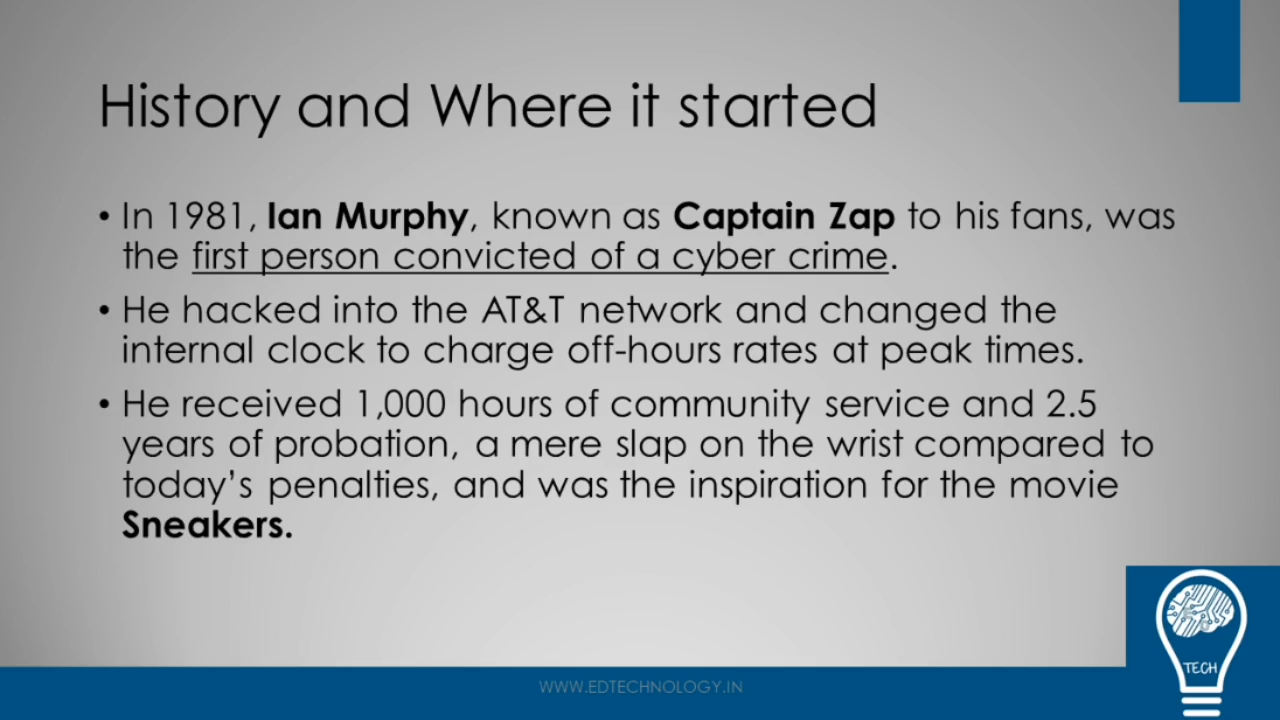 History and Where it started
• In 1981, Ian Murphy, known as Captain Zap to his fans, was
the first person convicted of a cyber crime.
• He hacked into the AT&T network and changed the
internal clock to charge off-hours rates at peak times.
• He received 1,000 hours of community service and 2.5
years of probation, a mere slap on the wrist compared to
today's penalties, and was the inspiration for the movie
Sneakers.
TECH
WWW.EDTECHNOLOGY.IN